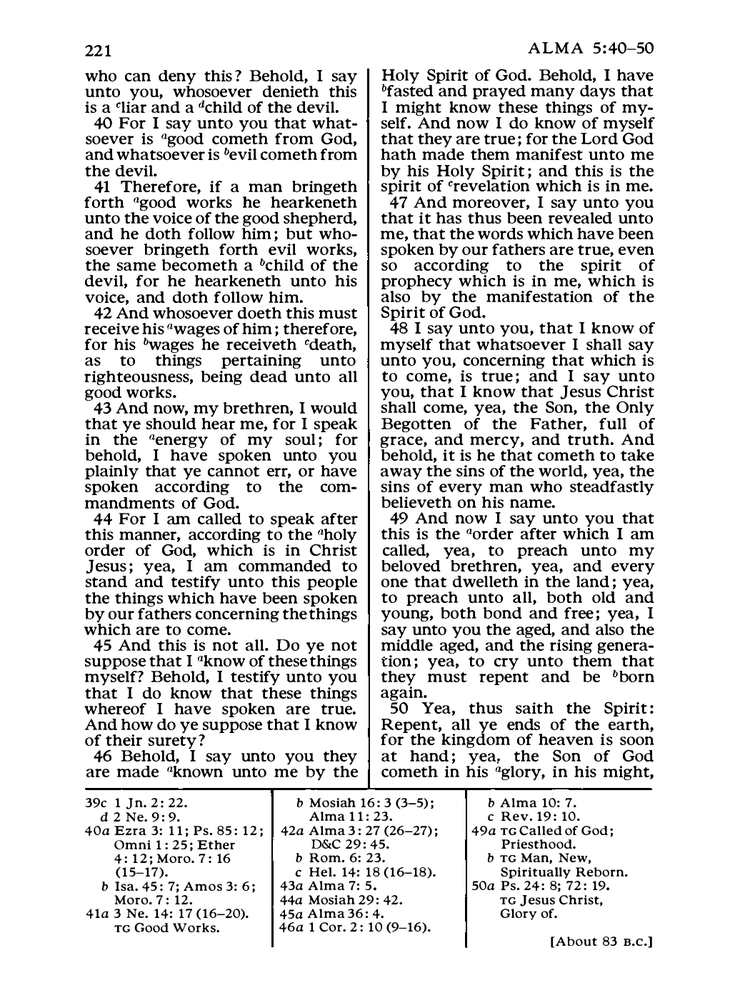 221
ALMA 5:40–50
who can deny this? Behold, I say
unto you, whosoever denieth this
is a cliar and a dchild of the devil.
40 For I say unto you that what-
soever is agood cometh from God,
and whatsoever is bevil cometh from
the devil.
41 Therefore, if a man bringeth
forth agood works he hearkeneth
unto the voice of the good shepherd,
and he doth follow him; but who-
soever bringeth forth evil works,
the same becometh a bchild of the
devil, for he hearkeneth unto his
voice, and doth follow him.
42 And whosoever doeth this must
receive his awages of him; therefore,
for his bwages he receiveth cdeath,
as to things pertaining unto
righteousness, being dead unto all
good works.
43 And now, my brethren, I would
that ye should hear me, for I speak
in the aenergy of my soul; for
behold, I have spoken unto you
plainly that ye cannot err, or have
spoken according to the com-
mandments of God.
44 For I am called to speak after
this manner, according to the aholy
order of God, which is in Christ
Jesus; yea, I am commanded to
stand and testify unto this people
the things which have been spoken
by our fathers concerning the things
which are to come.
45 And this is not all. Do ye not
suppose that I aknow of these things
myself? Behold, I testify unto you
that I do know that these things
whereof I have spoken are true.
And how do ye suppose that I know
of their surety?
46 Behold, I say unto you they
are made aknown unto me by the
Holy Spirit of God. Behold, I have
bfasted and prayed many days that
I might know these things of my-
self. And now I do know of myself
that they are true; for the Lord God
hath made them manifest unto me
by his Holy Spirit; and this is the
spirit of crevelation which is in me.
47 And moreover, I say unto you
that it has thus been revealed unto
me, that the words which have been
spoken by our fathers are true, even
so according to the spirit of
prophecy which is in me, which is
also by the manifestation of the
Spirit of God.
48 I say unto you, that I know of
myself that whatsoever I shall say
unto you, concerning that which is
to come, is true; and I say unto
you, that I know that Jesus Christ
shall come, yea, the Son, the Only
Begotten of the Father, full of
grace, and mercy, and truth. And
behold, it is he that cometh to take
away the sins of the world, yea, the
sins of every man who steadfastly
believeth on his name.
49 And now I say unto you that
this is the aorder after which I am
called, yea, to preach unto my
beloved brethren, yea, and every
one that dwelleth in the land; yea,
to preach unto all, both old and
young, both bond and free; yea, I
say unto you the aged, and also the
middle aged, and the rising genera-
tion; yea, to cry unto them that
they must repent and be bborn
again.
50 Yea, thus saith the Spirit:
Repent, all ye ends of the earth,
for the kingdom of heaven is soon
at hand; yea, the Son of God
cometh in his aglory, in his might,
39c 1 Jn. 2: 22.
d 2 Ne. 9: 9.
40a Ezra 3: 11; Ps. 85: 12;
Omni 1: 25; Ether
4: 12; Moro. 7: 16
(15–17).
b Isa. 45: 7; Amos 3: 6;
Moro. 7: 12.
41a 3 Ne. 14: 17 (16–20).
TG Good Works.
b Mosiah 16: 3 (3–5);
Alma 11: 23.
42a Alma 3: 27 (26–27);
D&C 29: 45.
b Rom. 6: 23.
c Hel. 14: 18 (16–18).
43a Alma 7: 5.
44a Mosiah 29: 42.
45a Alma 36: 4.
46a 1 Cor. 2: 10 (9–16).
b Alma 10: 7.
c Rev. 19: 10.
49a TG Called of God;
Priesthood.
b TG Man, New,
Spiritually Reborn.
50a Ps. 24: 8; 72: 19.
TG Jesus Christ,
Glory of.
[About 83 B.C.]